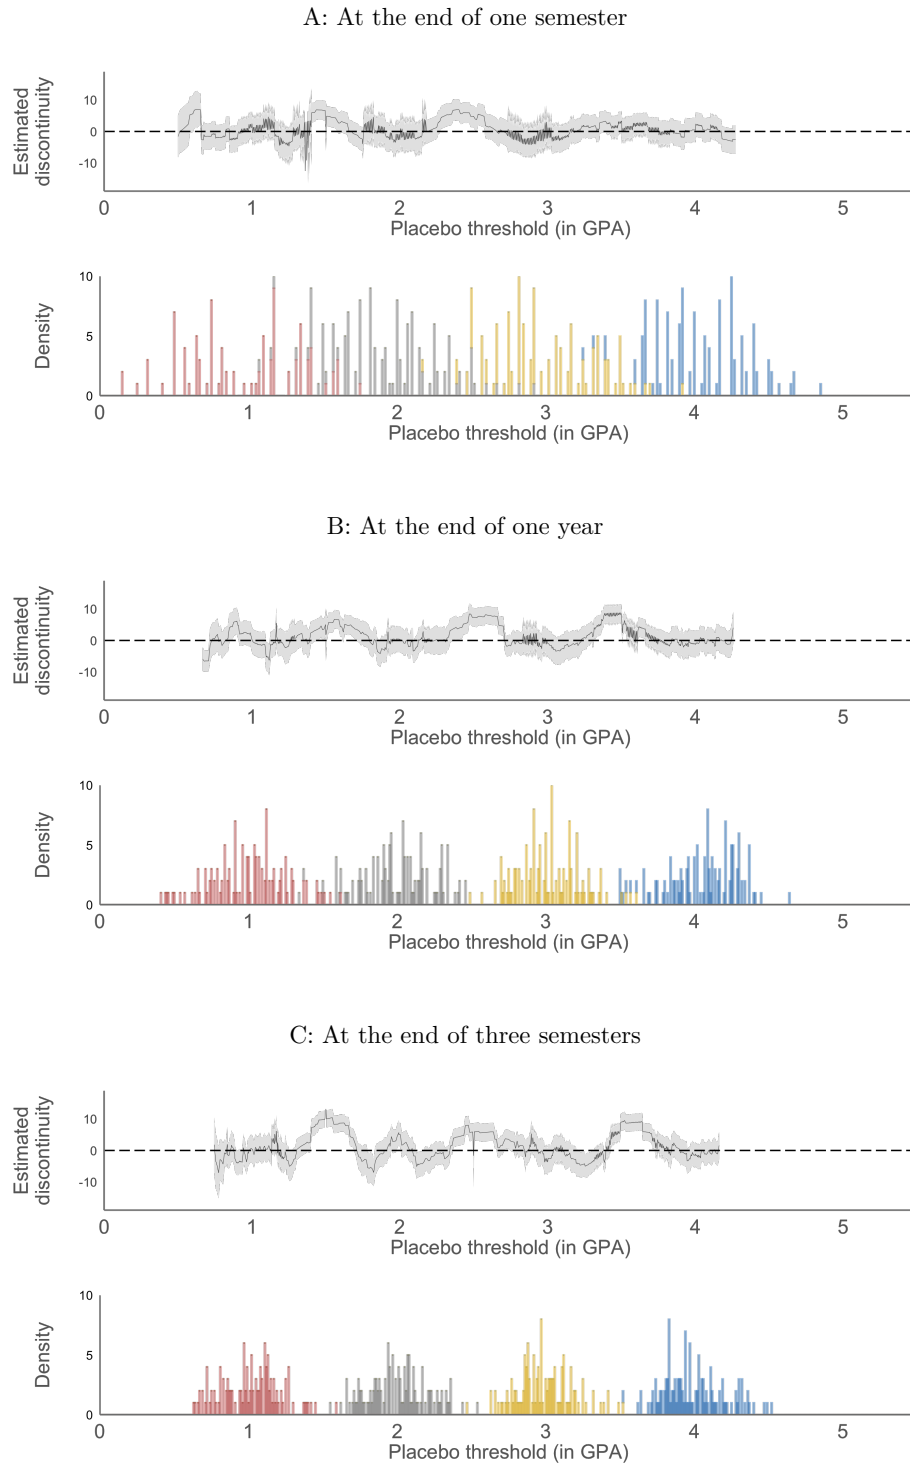 A: At the end of one semester
Estimated
discontinuity
10
0
-10
0 1 2 3 4 5
Placebo threshold (in GPA)
Density
10
5
0
0 1 2 3 4 5
Placebo threshold (in GPA)
B: At the end of one year
Estimated
discontinuity
10
0
-10
0 1 2 3 4 5
Placebo threshold (in GPA)
Density
10
5
0
0 1 2 3 4 5
Placebo threshold (in GPA)
C: At the end of three semesters
Estimated
discontinuity
10
0
-10
0 1 2 3 4 5
Placebo threshold (in GPA)
Density
10
5
0
0 1 2 3 4 5
Placebo threshold (in GPA)